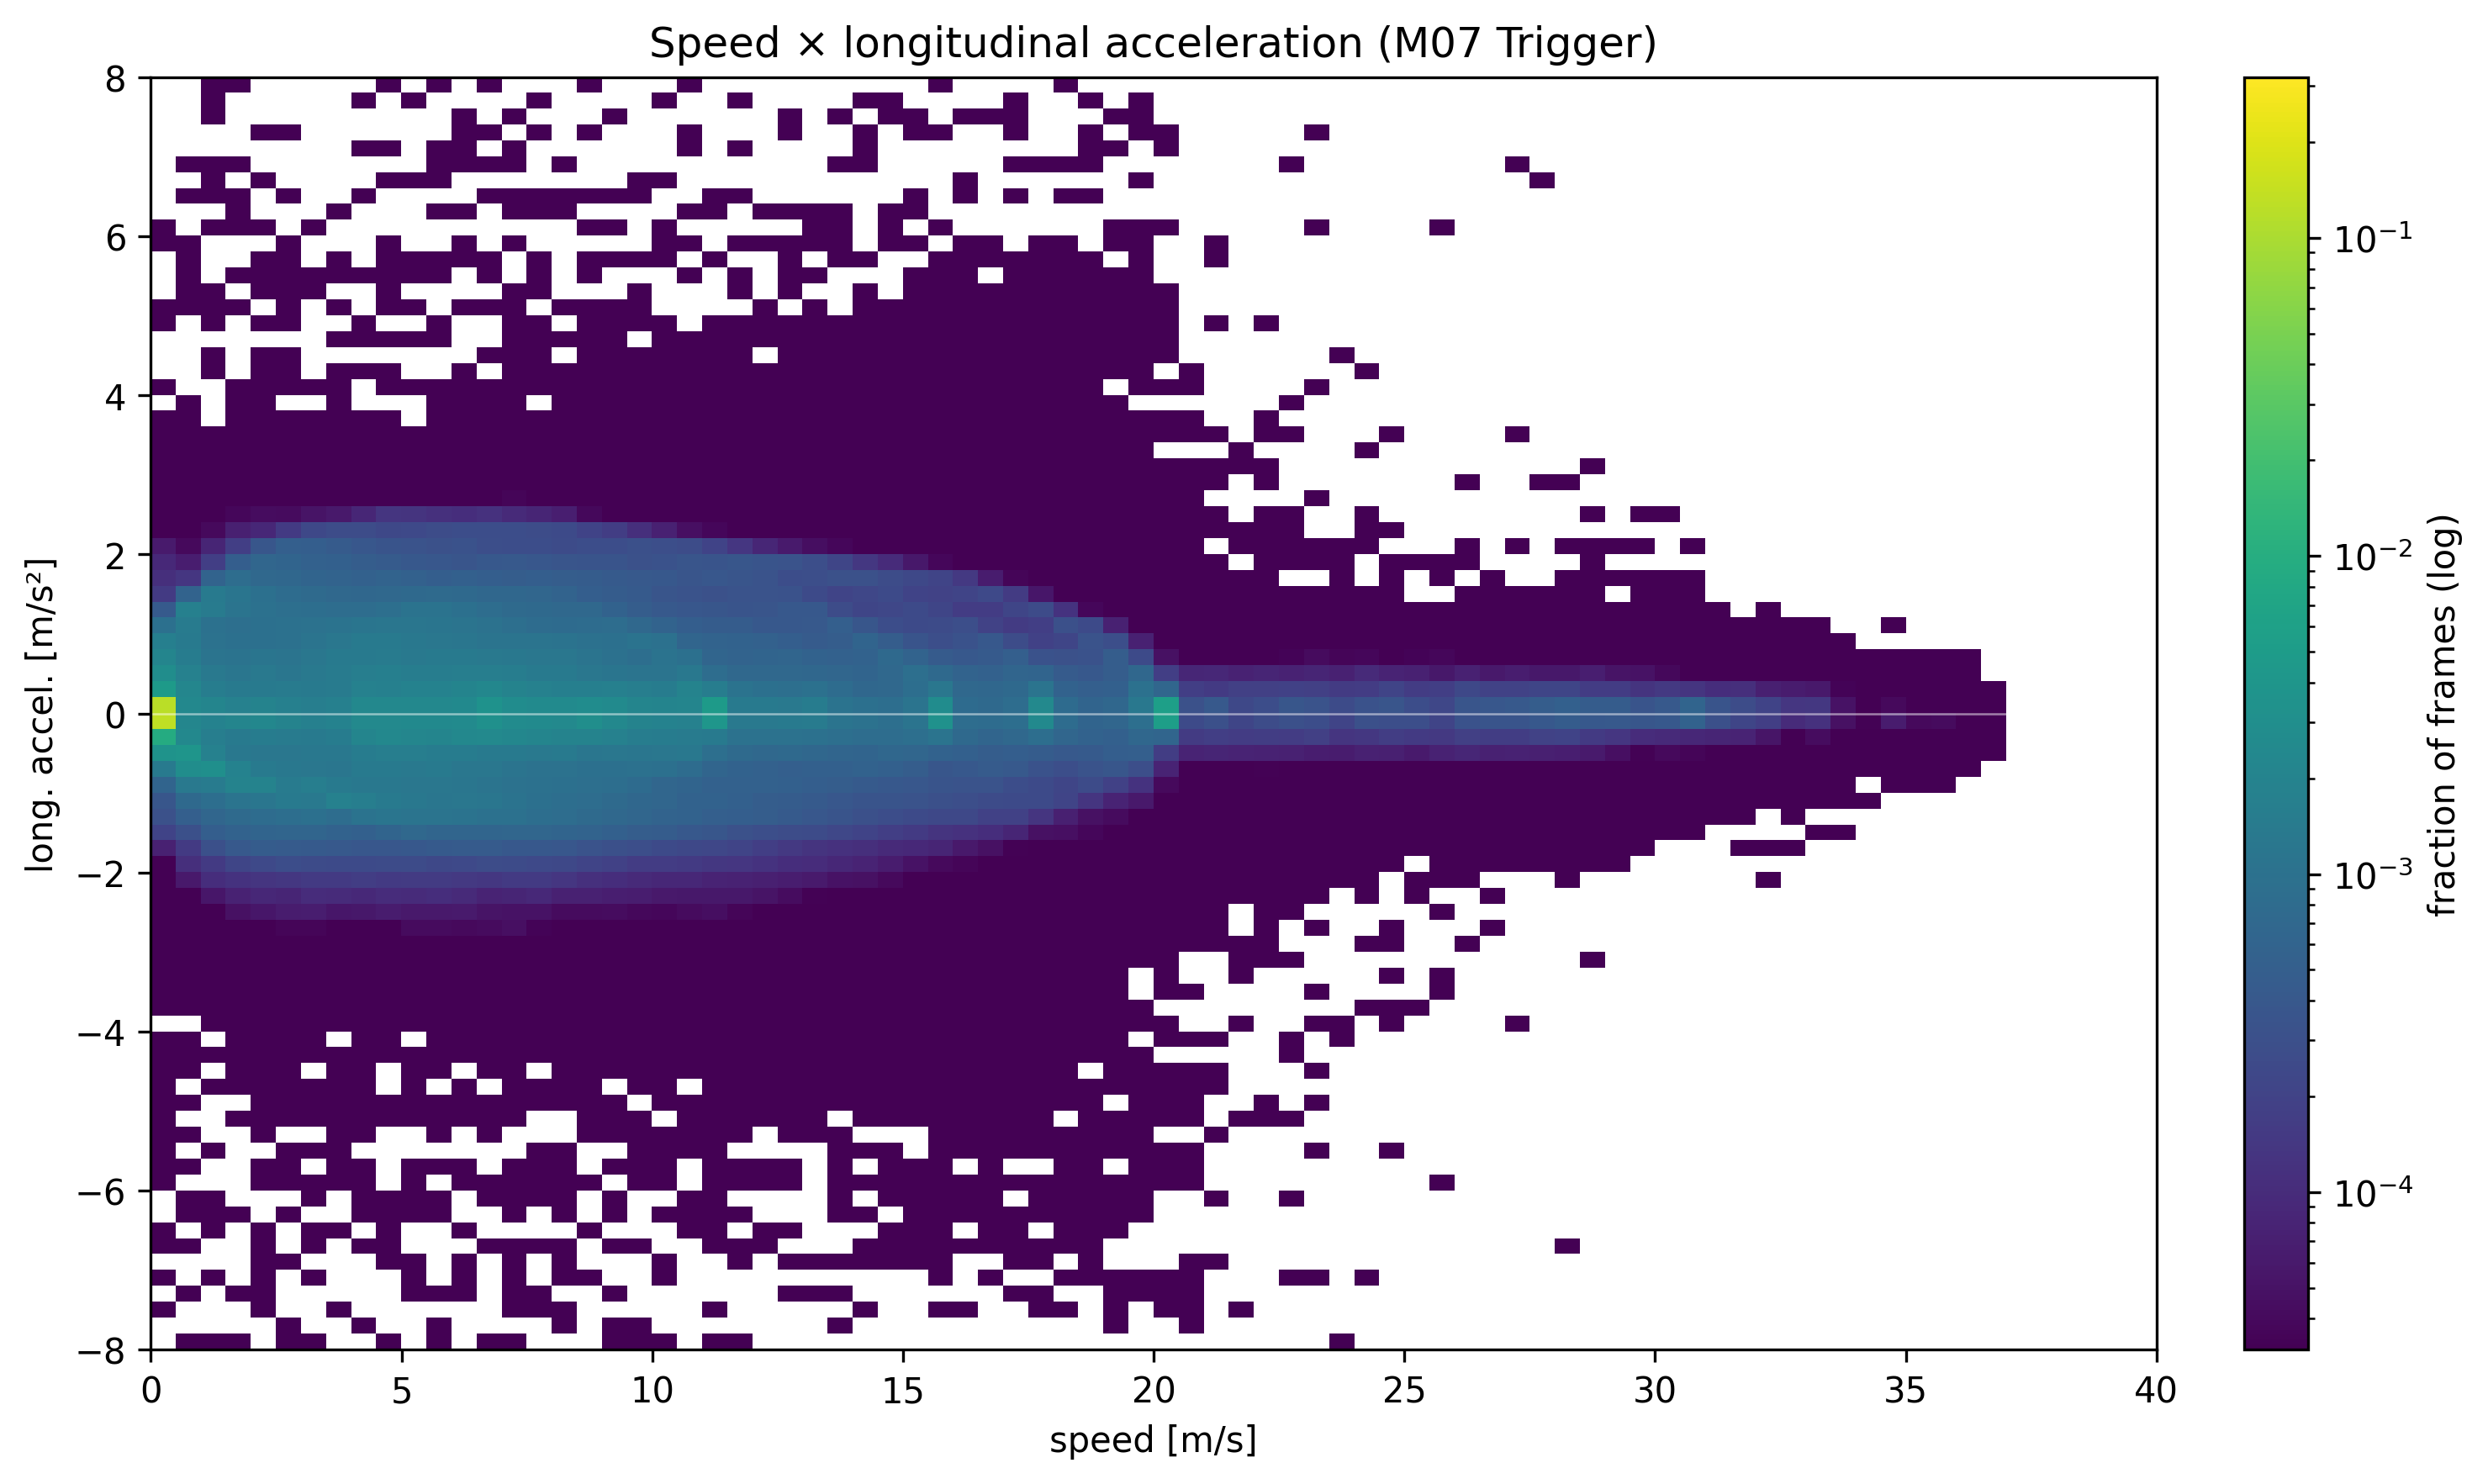 Speed × longitudinal acceleration (M07 Trigger)
8
6
4
2
0
−2
−4
−6
−8
long. accel. [m/s²]
0 5 10 15 20 25 30 35 40
speed [m/s]
10⁻¹
10⁻²
10⁻³
10⁻⁴
fraction of frames (log)